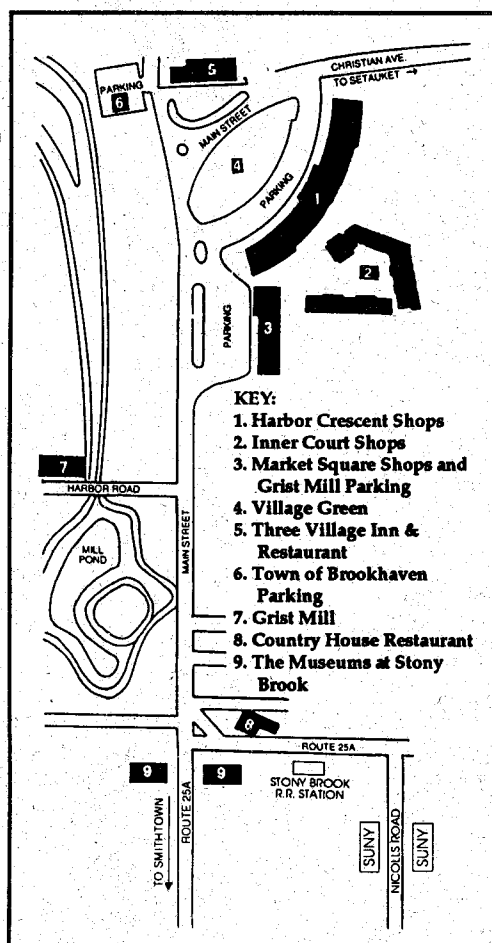 CHRISTIAN AVE.
TO SETAUKET →
5
PARKING
6
MAIN STREET
4
PARKING
1
2
PARKING
3
KEY:
1. Harbor Crescent Shops
2. Inner Court Shops
3. Market Square Shops and
Grist Mill Parking
4. Village Green
5. Three Village Inn &
Restaurant
6. Town of Brookhaven
Parking
7. Grist Mill
8. Country House Restaurant
9. The Museums at Stony
Brook
7
HARBOR ROAD
MILL
POND
MAIN STREET
8
ROUTE 25A
9
9
STONY BROOK
R.R. STATION
TO SMITHTOWN
ROUTE 25A
SUNY
NICOLLS ROAD
SUNY